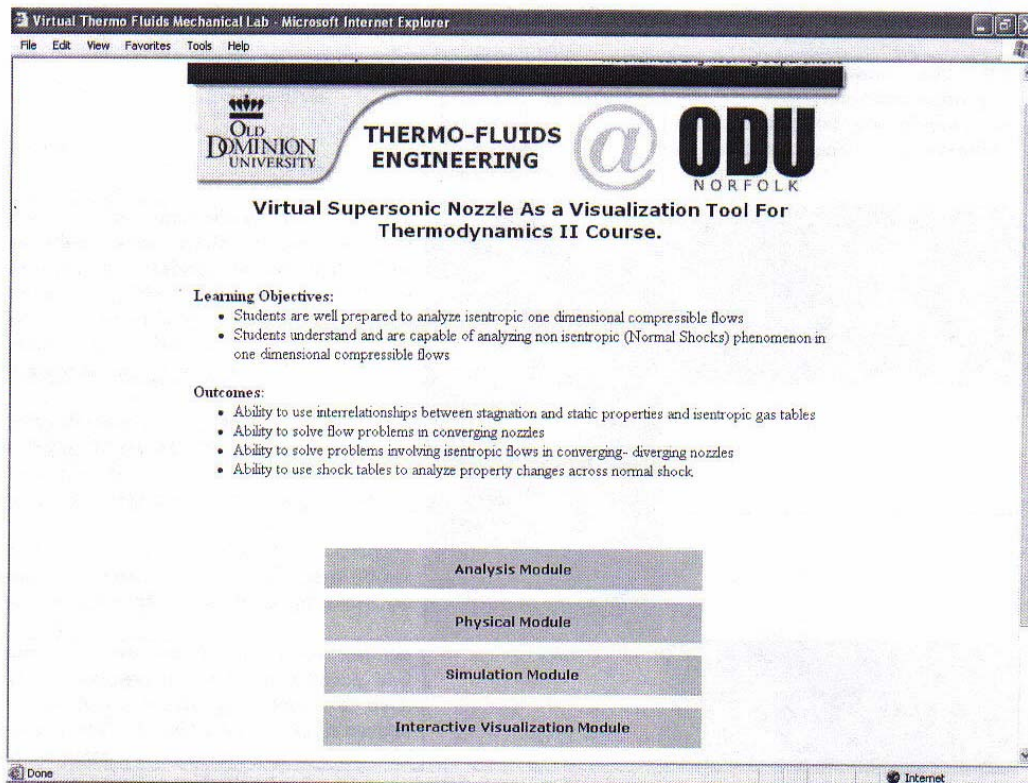 Virtual Thermo Fluids Mechanical Lab - Microsoft Internet Explorer
File Edit View Favorites Tools Help
OLD
DOMINION
UNIVERSITY
THERMO-FLUIDS
ENGINEERING
@
ODU
NORFOLK
Virtual Supersonic Nozzle As a Visualization Tool For
Thermodynamics II Course.
Learning Objectives:
• Students are well prepared to analyze isentropic one dimensional compressible flows
• Students understand and are capable of analyzing non isentropic (Normal Shocks) phenomenon in
one dimensional compressible flows
Outcomes:
• Ability to use interrelationships between stagnation and static properties and isentropic gas tables
• Ability to solve flow problems in converging nozzles
• Ability to solve problems involving isentropic flows in converging- diverging nozzles
• Ability to use shock tables to analyze property changes across normal shock.
Analysis Module
Physical Module
Simulation Module
Interactive Visualization Module
Done Internet